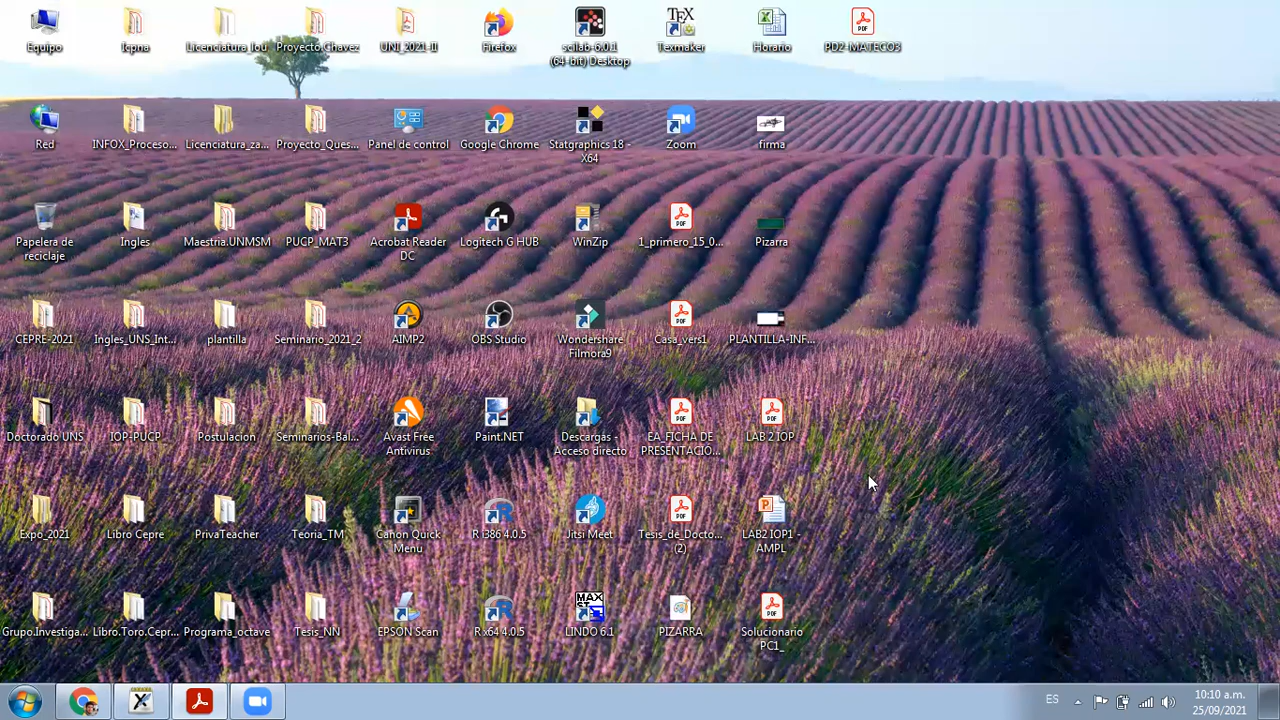 Equipo
fcpna
Licenciatura_lou...
Proyecto.Chavez
UNI_2021-II
Firefox
scilab-6.0.1
(64-bit) Desktop
Texmaker
Horario
PD2-MATECO3
Red
INFOX_Proceso...
Licenciatura_za...
Proyecto_Ques...
Panel de control
Google Chrome
Statgraphics 18 -
X64
Zoom
firma
Papelera de
reciclaje
Ingles
Maestria.UNMSM
PUCP_MAT3
Acrobat Reader
DC
Logitech G HUB
WinZip
1_primero_15_0...
Pizarra
CEPRE-2021
Ingles_UNS_Int...
plantilla
Seminario_2021_2
AIMP2
OBS Studio
Wondershare
Filmora9
Casa_vers1
PLANTILLA-INF...
Doctorado UNS
IOP-PUCP
Postulacion
Seminarios-Bal...
Avast Free
Antivirus
Paint.NET
Descargas -
Acceso directo
EA_FICHA DE
PRESENTACIÓ...
LAB 2 IOP
Expo_2021
Libro Cepre
PrivaTeacher
Teoria_TM
Canon Quick
Menu
R i386 4.0.5
Jitsi Meet
Tesis_de_Docto...
(2)
LAB2 IOP1 -
AMPL
Grupo.Investiga...
Libro.Toro.Cepr...
Programa_octave
Tesis_NN
EPSON Scan
R x64 4.0.5
LINDO 6.1
PIZARRA
Solucionario
PC1_
ES
10:10 a.m.
25/09/2021